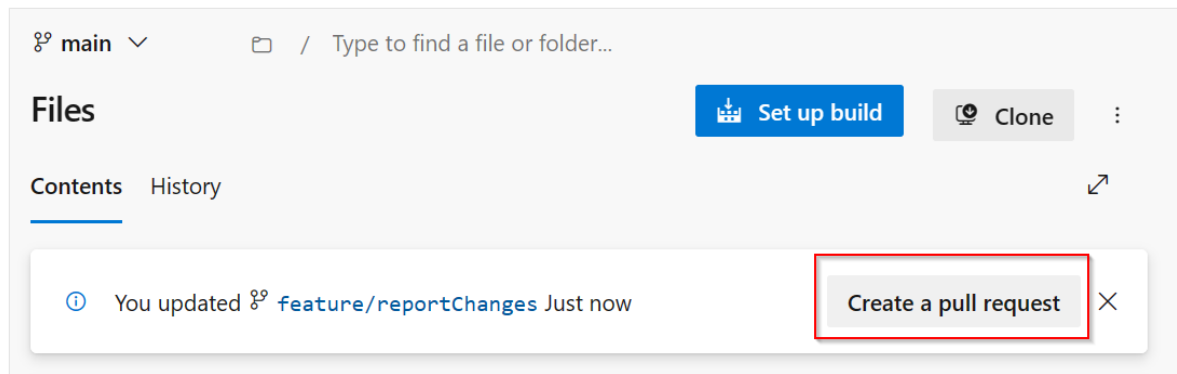 main / Type to find a file or folder...
Files Set up build Clone
Contents History
You updated feature/reportChanges Just now Create a pull request